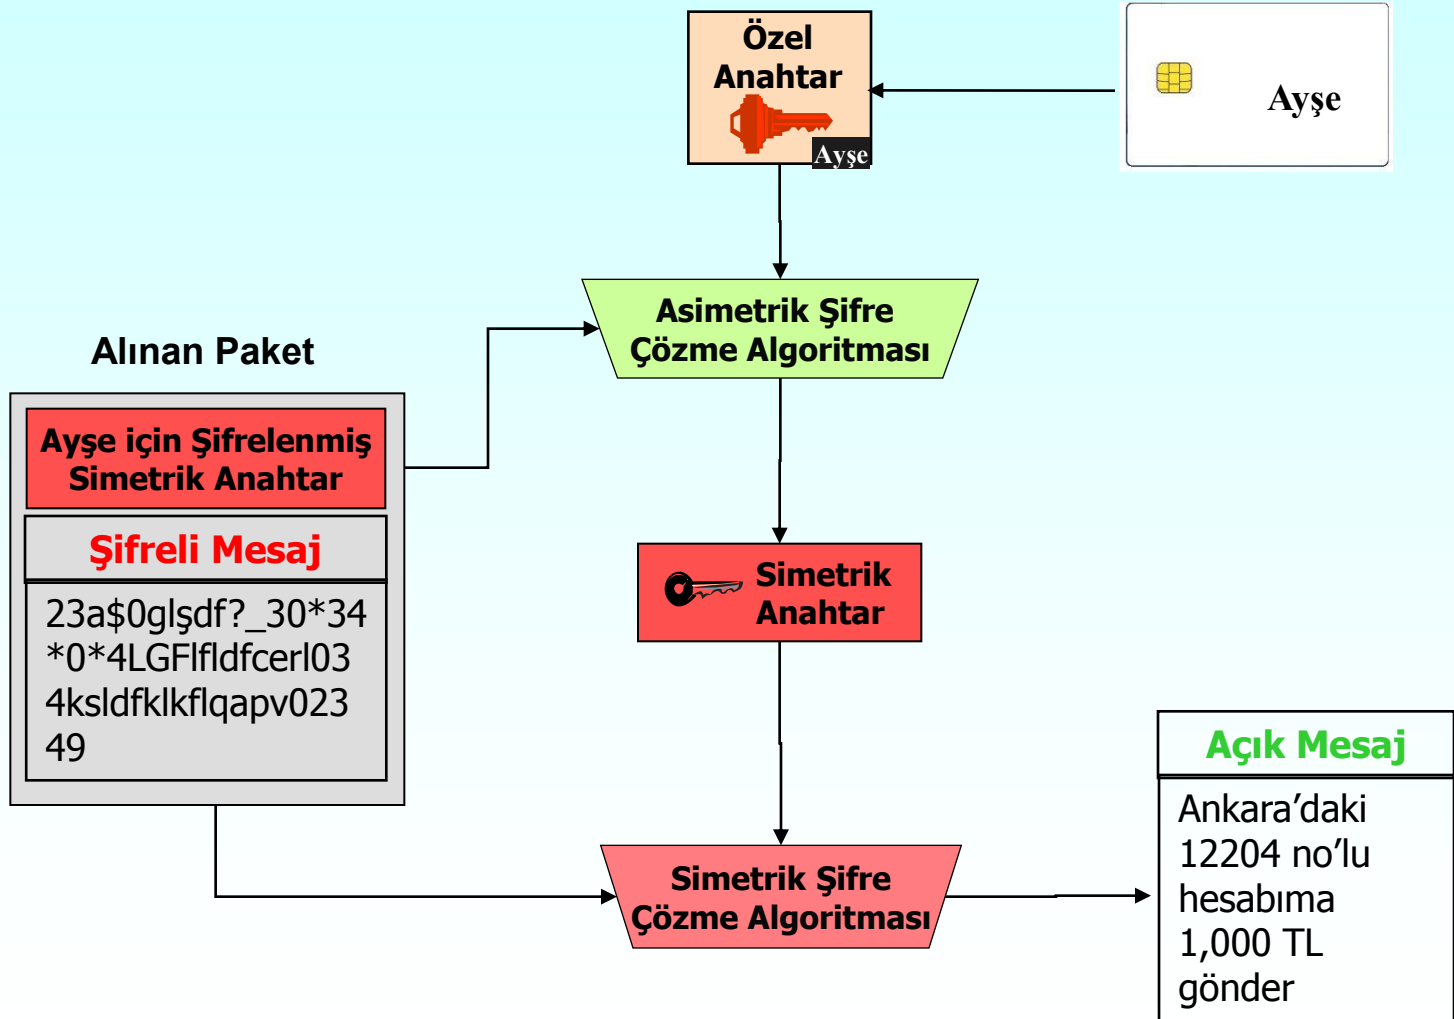 Özel
Anahtar
Ayşe
Ayşe
Asimetrik Şifre
Çözme Algoritması
Alınan Paket
Ayşe için Şifrelenmiş
Simetrik Anahtar
Şifreli Mesaj
23a$0glşdf?_30*34
*0*4LGFlfldfcerl03
4ksldfklkflqapv023
49
Simetrik
Anahtar
Simetrik Şifre
Çözme Algoritması
Açık Mesaj
Ankara’daki
12204 no’lu
hesabıma
1,000 TL
gönder